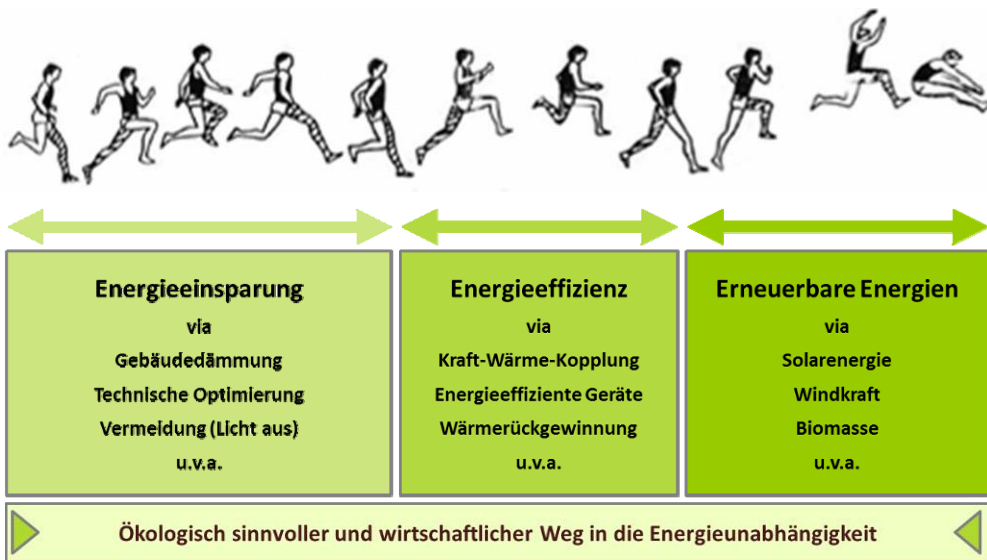 Energieeinsparung
via
Gebäudedämmung
Technische Optimierung
Vermeidung (Licht aus)
u.v.a.
Energieeffizienz
via
Kraft-Wärme-Kopplung
Energieeffiziente Geräte
Wärmerückgewinnung
u.v.a.
Erneuerbare Energien
via
Solarenergie
Windkraft
Biomasse
u.v.a.
Ökologisch sinnvoller und wirtschaftlicher Weg in die Energieunabhängigkeit